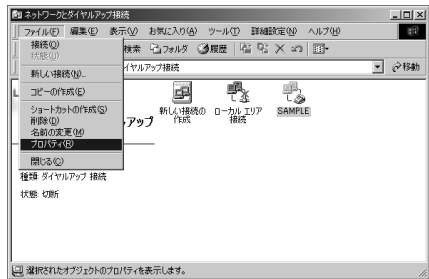 ネットワークとダイヤルアップ接続
ファイル(F) 編集(E) 表示(V) お気に入り(A) ツール(T) 詳細設定(N) ヘルプ(H)
接続(O)
状態(U)
検索 フォルダ 履歴
新しい接続(N)...
イヤルアップ接続
移動
コピーの作成(E)
ショートカットの作成(S)
削除(D)
名前の変更(M)
プロパティ(R)
閉じる(C)
ルアップ
新しい接続の作成
ローカル エリア接続
SAMPLE
種類: ダイヤルアップ 接続
状態: 切断
選択されたオブジェクトのプロパティを表示します。